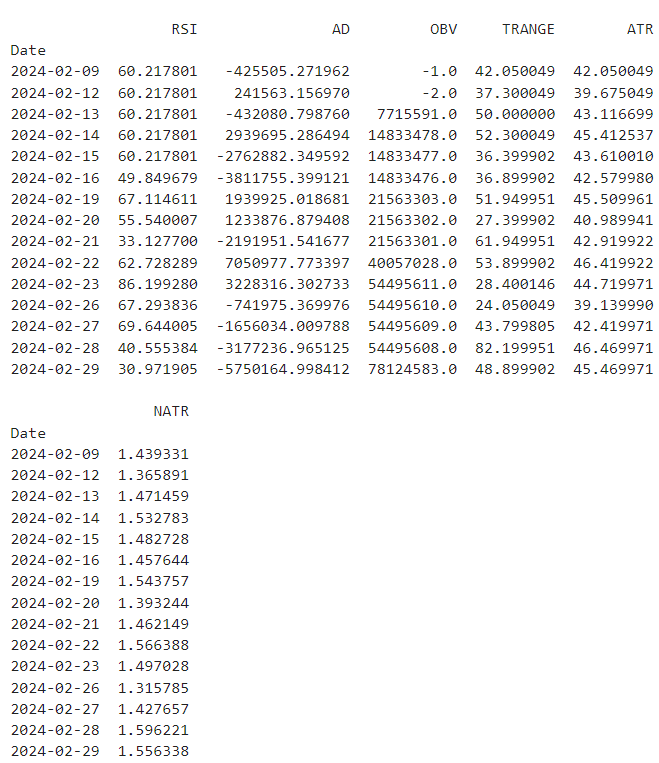 RSI AD OBV TRANGE ATR
Date
2024-02-09 60.217801 -425505.271962 -1.0 42.050049 42.050049
2024-02-12 60.217801 241563.156970 -2.0 37.300049 39.675049
2024-02-13 60.217801 -432080.798760 7715591.0 50.000000 43.116699
2024-02-14 60.217801 2939695.286494 14833478.0 52.300049 45.412537
2024-02-15 60.217801 -2762882.349592 14833477.0 36.399902 43.610010
2024-02-16 49.849679 -3811755.399121 14833476.0 36.899902 42.579980
2024-02-19 67.114611 1939925.018681 21563303.0 51.949951 45.509961
2024-02-20 55.540007 1233876.879408 21563302.0 27.399902 40.989941
2024-02-21 33.127700 -2191951.541677 21563301.0 61.949951 42.919922
2024-02-22 62.728289 7050977.773397 40057028.0 53.899902 46.419922
2024-02-23 86.199280 3228316.302733 54495611.0 28.400146 44.719971
2024-02-26 67.293836 -741975.369976 54495610.0 24.050049 39.139990
2024-02-27 69.644005 -1656034.009788 54495609.0 43.799805 42.419971
2024-02-28 40.555384 -3177236.965125 54495608.0 82.199951 46.469971
2024-02-29 30.971905 -5750164.998412 78124583.0 48.899902 45.469971
NATR
Date
2024-02-09 1.439331
2024-02-12 1.365891
2024-02-13 1.471459
2024-02-14 1.532783
2024-02-15 1.482728
2024-02-16 1.457644
2024-02-19 1.543757
2024-02-20 1.393244
2024-02-21 1.462149
2024-02-22 1.566388
2024-02-23 1.497028
2024-02-26 1.315785
2024-02-27 1.427657
2024-02-28 1.596221
2024-02-29 1.556338